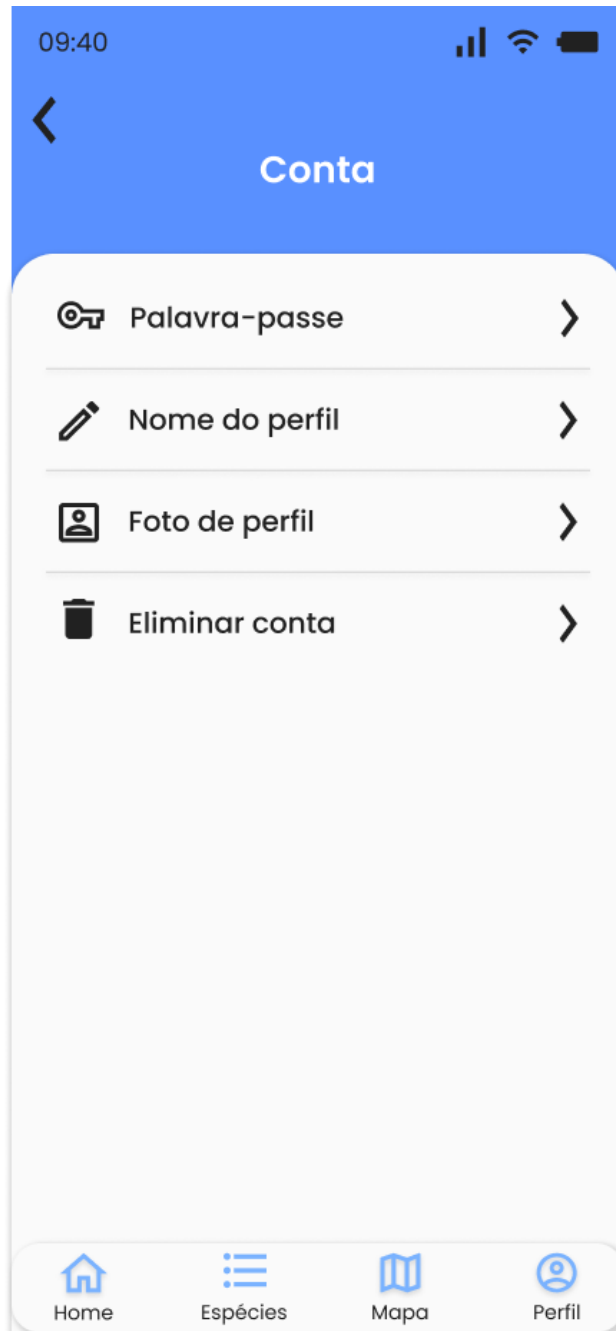 09:40
Conta
Palavra-passe
Nome do perfil
Foto de perfil
Eliminar conta
Home Espécies Mapa Perfil